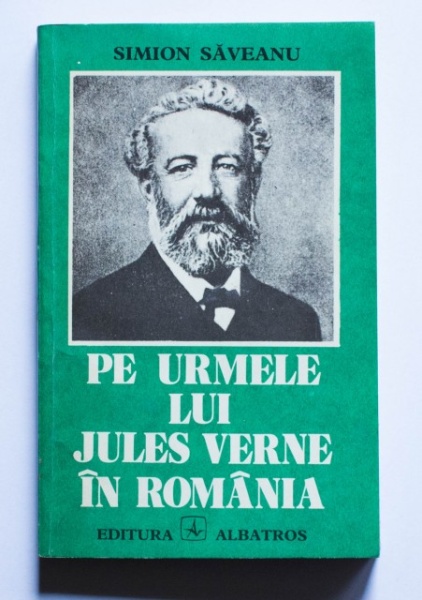 SIMION SĂVEANU
PE URMELE
LUI
JULES VERNE
ÎN ROMÂNIA
EDITURA ALBATROS